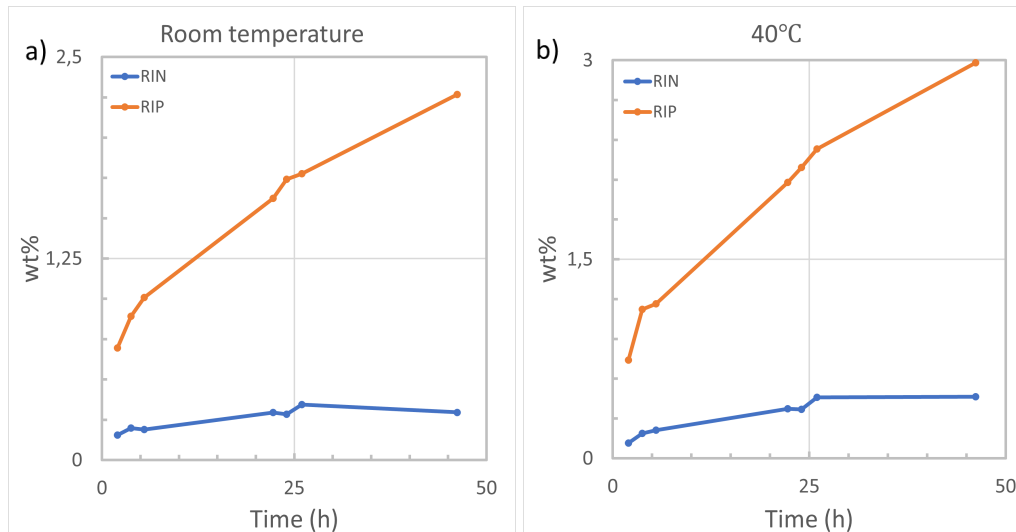 a)
Room temperature
2,5
RIN
RIP
wt%
1,25
0
0
25
50
Time (h)
b)
40℃
3
RIN
RIP
wt%
1,5
0
0
25
50
Time (h)